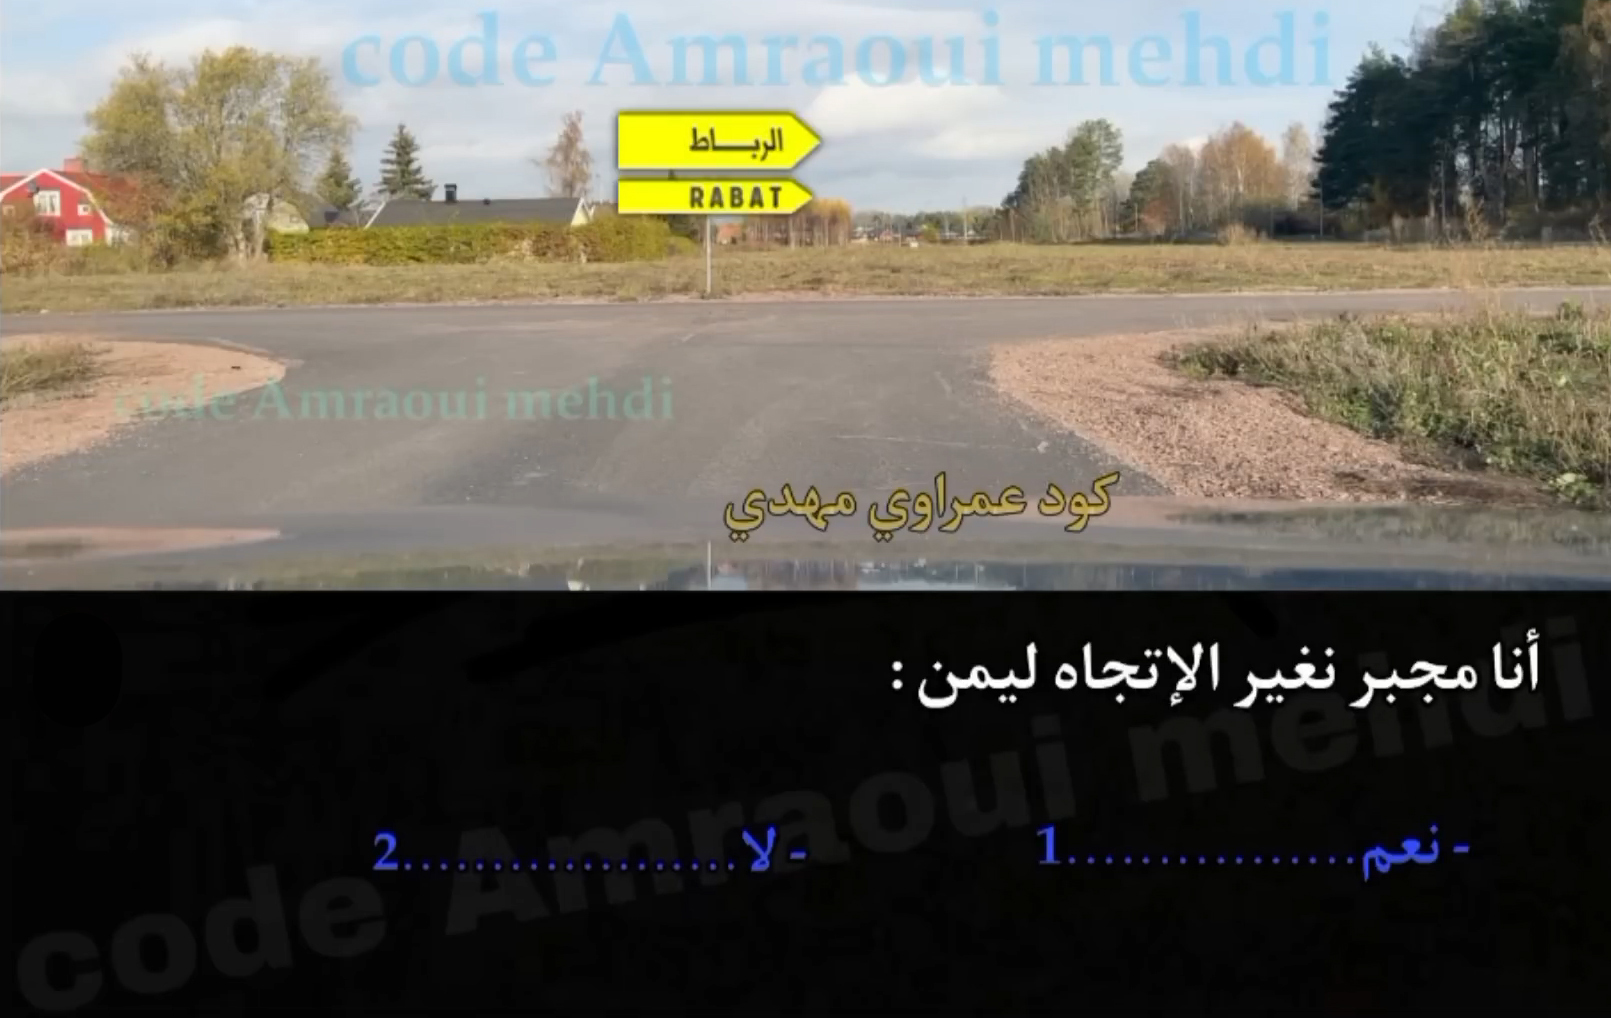 code Amraoui mehdi
الرباط
RABAT
code Amraoui mehdi
كود عمراوي مهدي
أنا مجبر نغير الإتجاه ليمن :
- نعم................1
- لا..................2
code Amraoui mehdi